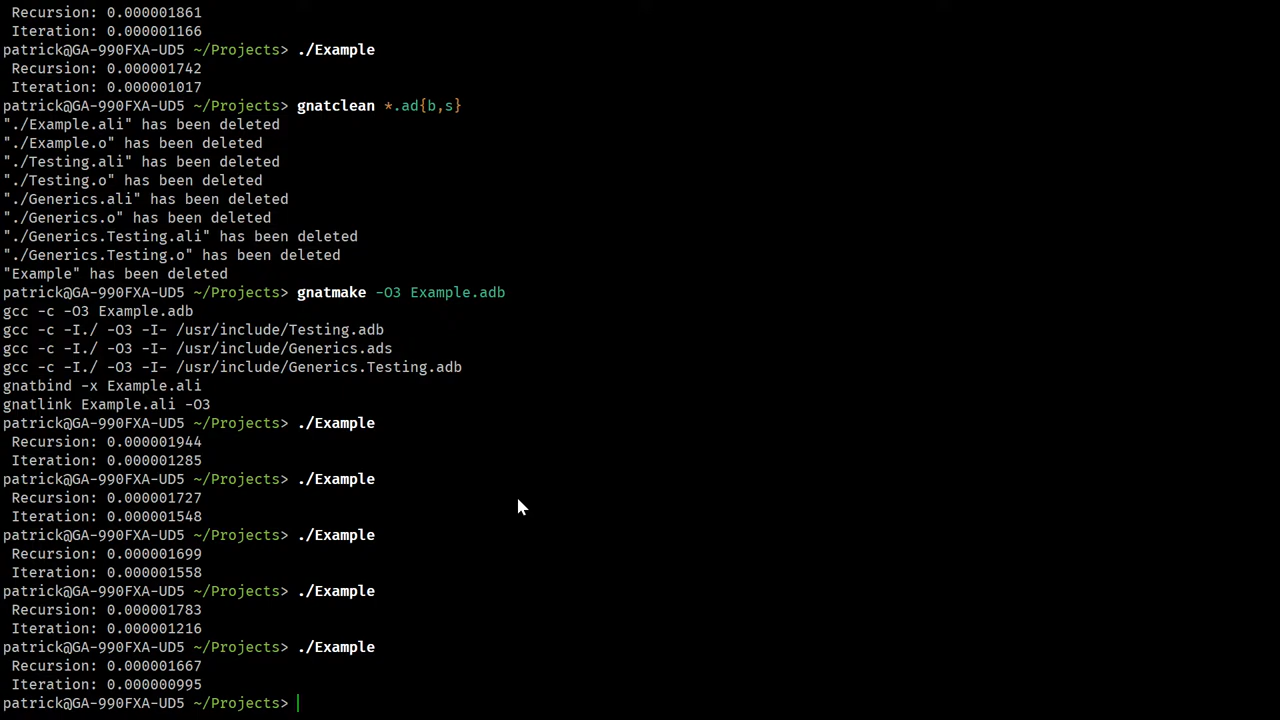 Recursion: 0.000001861
Iteration: 0.000001166
patrick@GA-990FXA-UD5 ~/Projects> ./Example
Recursion: 0.000001742
Iteration: 0.000001017
patrick@GA-990FXA-UD5 ~/Projects> gnatclean *.ad{b,s}
"./Example.ali" has been deleted
"./Example.o" has been deleted
"./Testing.ali" has been deleted
"./Testing.o" has been deleted
"./Generics.ali" has been deleted
"./Generics.o" has been deleted
"./Generics.Testing.ali" has been deleted
"./Generics.Testing.o" has been deleted
"Example" has been deleted
patrick@GA-990FXA-UD5 ~/Projects> gnatmake -O3 Example.adb
gcc -c -O3 Example.adb
gcc -c -I./ -O3 -I- /usr/include/Testing.adb
gcc -c -I./ -O3 -I- /usr/include/Generics.ads
gcc -c -I./ -O3 -I- /usr/include/Generics.Testing.adb
gnatbind -x Example.ali
gnatlink Example.ali -O3
patrick@GA-990FXA-UD5 ~/Projects> ./Example
Recursion: 0.000001944
Iteration: 0.000001285
patrick@GA-990FXA-UD5 ~/Projects> ./Example
Recursion: 0.000001727
Iteration: 0.000001548
patrick@GA-990FXA-UD5 ~/Projects> ./Example
Recursion: 0.000001699
Iteration: 0.000001558
patrick@GA-990FXA-UD5 ~/Projects> ./Example
Recursion: 0.000001783
Iteration: 0.000001216
patrick@GA-990FXA-UD5 ~/Projects> ./Example
Recursion: 0.000001667
Iteration: 0.000000995
patrick@GA-990FXA-UD5 ~/Projects>